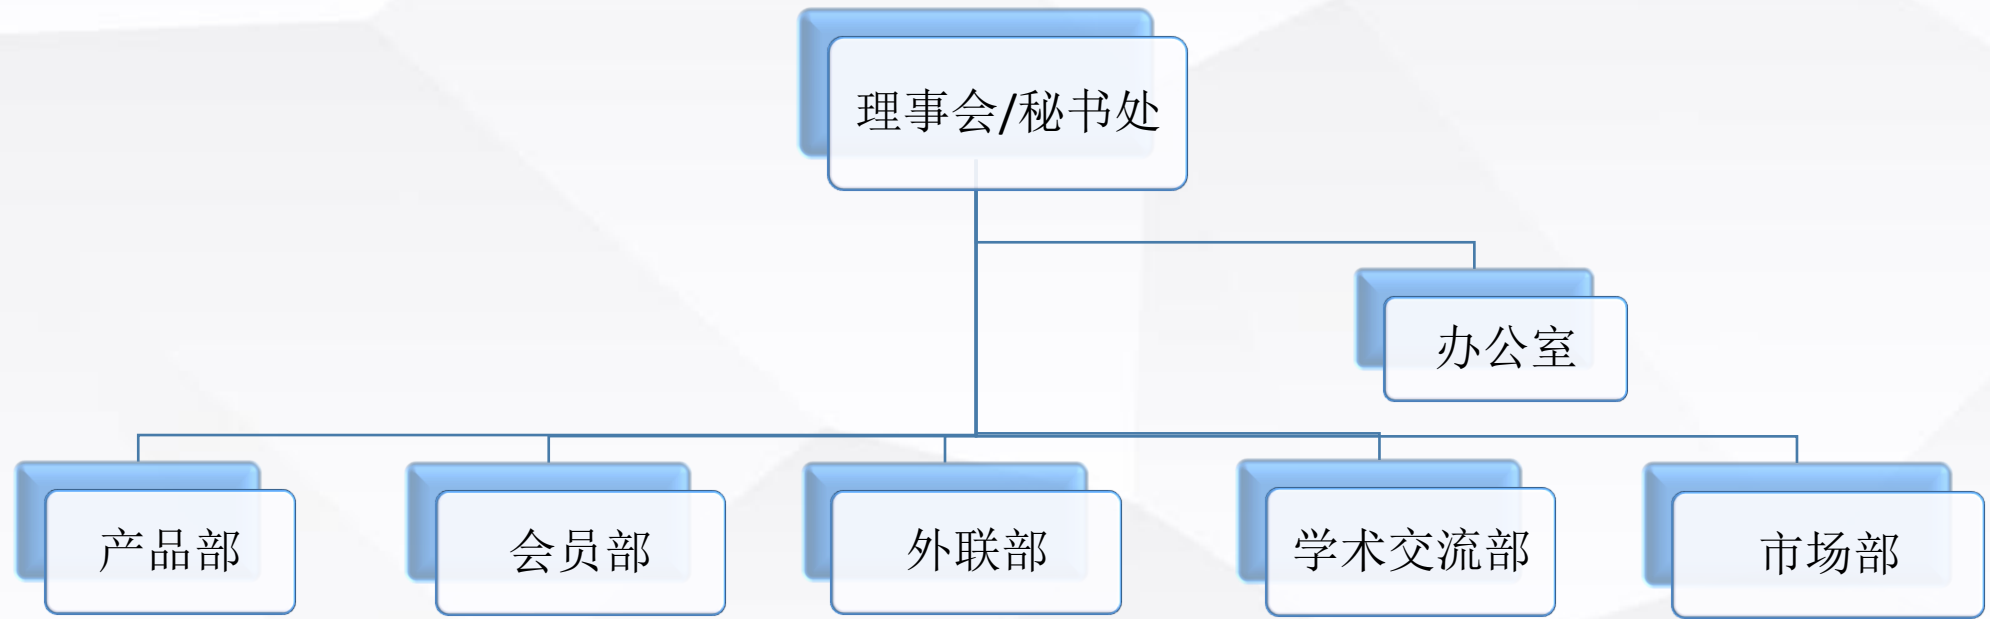 理事会/秘书处
办公室
产品部
会员部
外联部
学术交流部
市场部